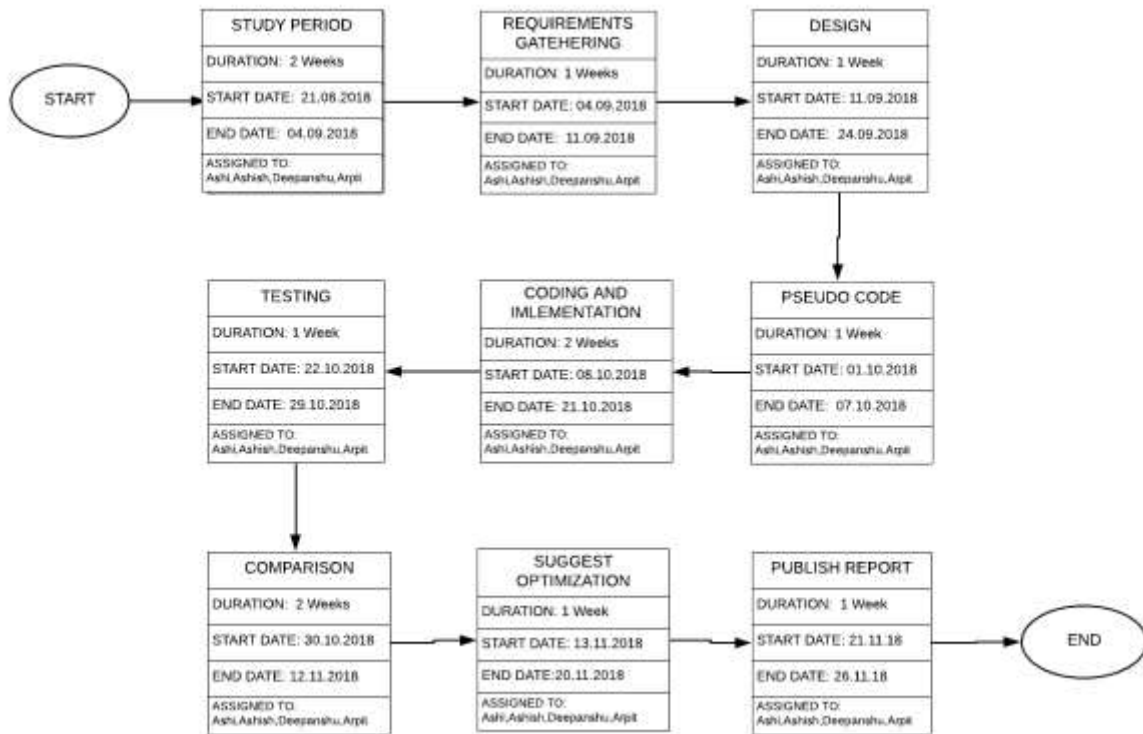 START
STUDY PERIOD
DURATION: 2 Weeks
START DATE: 21.08.2018
END DATE: 04.09.2018
ASSIGNED TO:
Ashi,Ashish,Deepanshu,Arpit
REQUIREMENTS
GATEHERING
DURATION: 1 Weeks
START DATE: 04.09.2018
END DATE: 11.09.2018
ASSIGNED TO:
Ashi,Ashish,Deepanshu,Arpit
DESIGN
DURATION: 1 Week
START DATE: 11.09.2018
END DATE: 24.09.2018
ASSIGNED TO:
Ashi,Ashish,Deepanshu,Arpit
PSEUDO CODE
DURATION: 1 Week
START DATE: 01.10.2018
END DATE: 07.10.2018
ASSIGNED TO:
Ashi,Ashish,Deepanshu,Arpit
CODING AND
IMLEMENTATION
DURATION: 2 Weeks
START DATE: 08.10.2018
END DATE: 21.10.2018
ASSIGNED TO:
Ashi,Ashish,Deepanshu,Arpit
TESTING
DURATION: 1 Week
START DATE: 22.10.2018
END DATE: 29.10.2018
ASSIGNED TO:
Ashi,Ashish,Deepanshu,Arpit
COMPARISON
DURATION: 2 Weeks
START DATE: 30.10.2018
END DATE: 12.11.2018
ASSIGNED TO:
Ashi,Ashish,Deepanshu,Arpit
SUGGEST
OPTIMIZATION
DURATION: 1 Week
START DATE: 13.11.2018
END DATE:20.11.2018
ASSIGNED TO:
Ashi,Ashish,Deepanshu,Arpit
PUBLISH REPORT
DURATION: 1 Week
START DATE: 21.11.18
END DATE: 26.11.18
ASSIGNED TO:
Ashi,Ashish,Deepanshu,Arpit
END